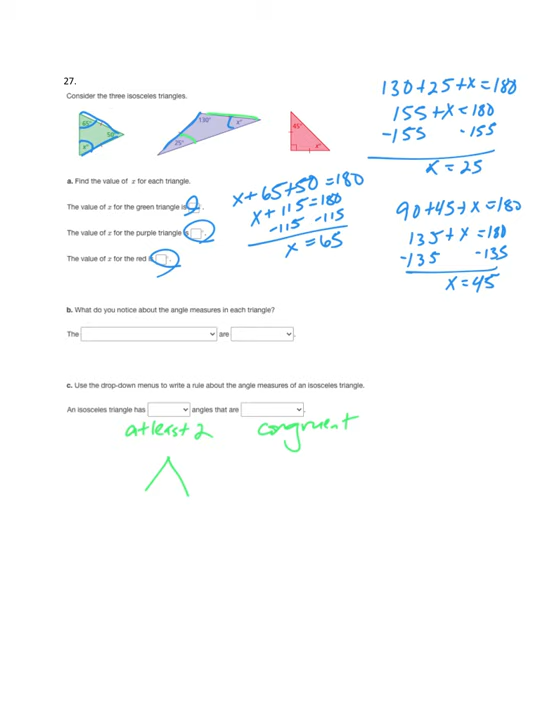 27.
Consider the three isosceles triangles.
65°
50°
x°
130°
x°
25°
45°
x°
130+25+x=180
155+x=180
-155 -155
x=25
a. Find the value of x for each triangle.
The value of x for the green triangle is
The value of x for the purple triangle is
The value of x for the red is
x+65+50=180
x+115=180
-115 -115
x=65
90+45+x=180
135+x=180
-135 -135
x=45
b. What do you notice about the angle measures in each triangle?
The are .
c. Use the drop-down menus to write a rule about the angle measures of an isosceles triangle.
An isosceles triangle has angles that are .
at least 2 congruent